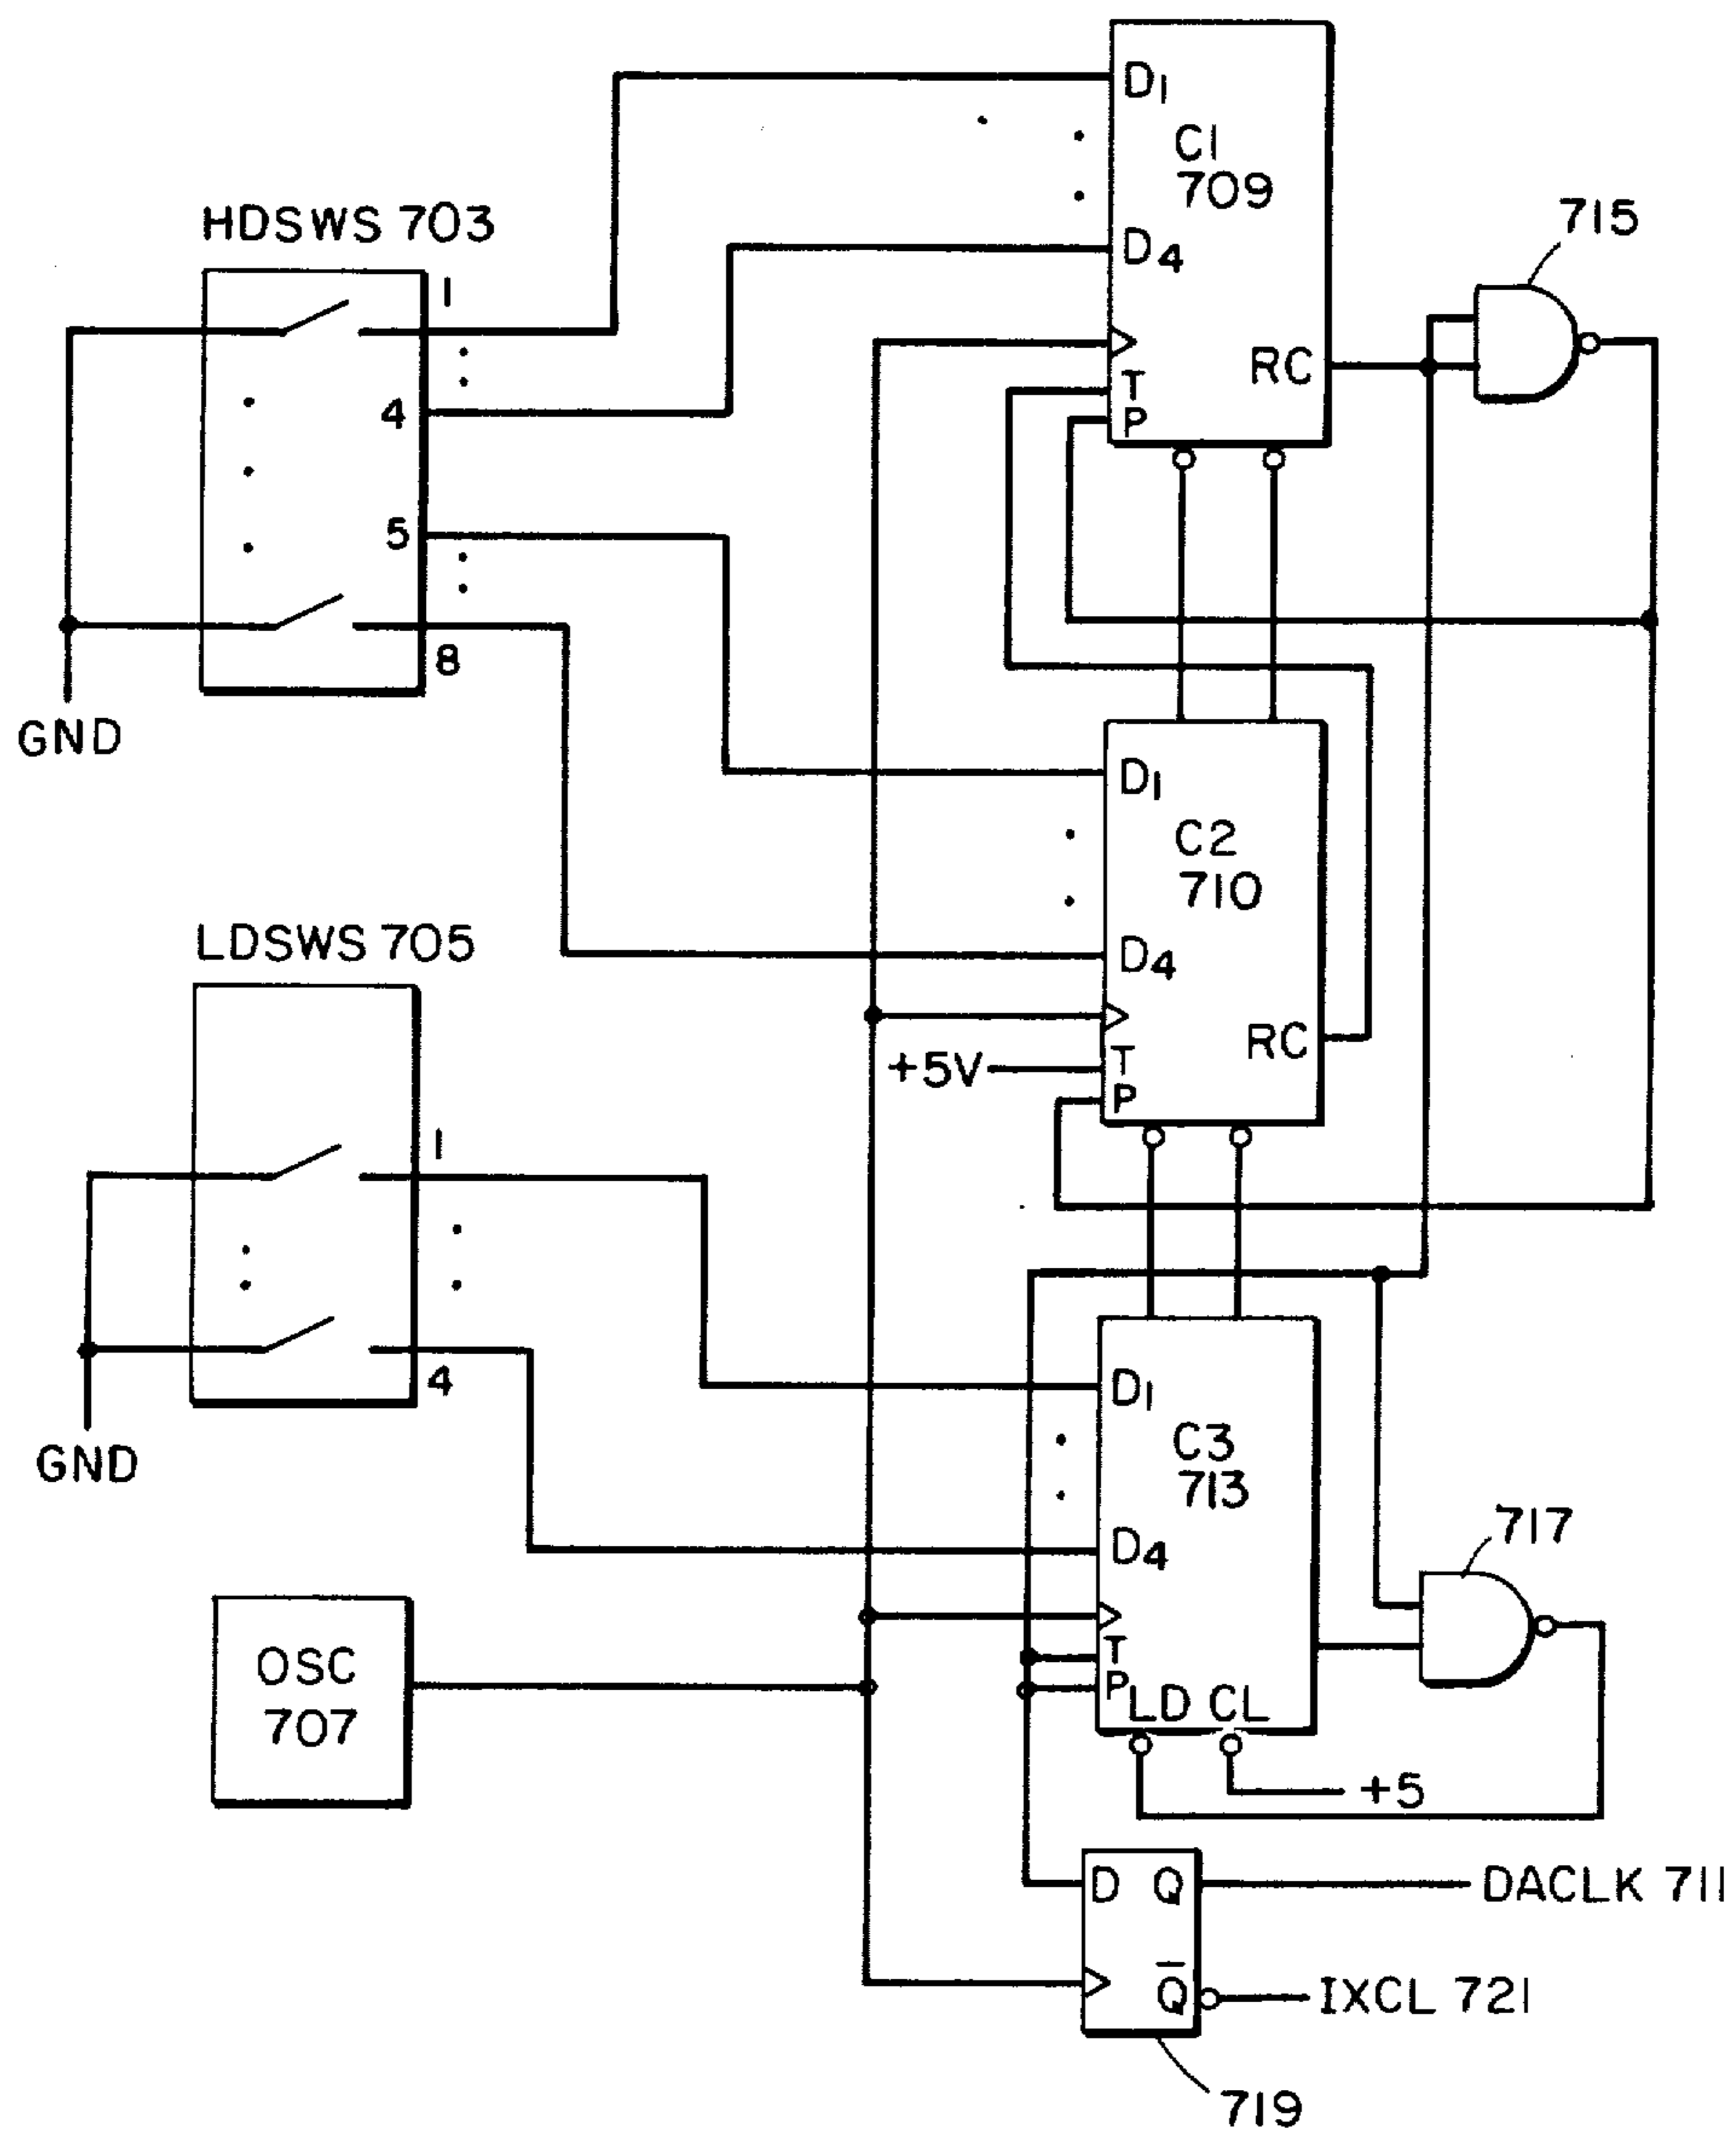 D1
C1
709
HDSWS 703
D4
715
1
RC
T
P
4
5
8
GND
D1
C2
710
LDSWS 705
D4
RC
+5V
T
P
1
D1
4
C3
713
GND
717
D4
OSC
707
T
P
LD CL
+5
D Q
DACLK 711
Q̅
IXCL 721
719